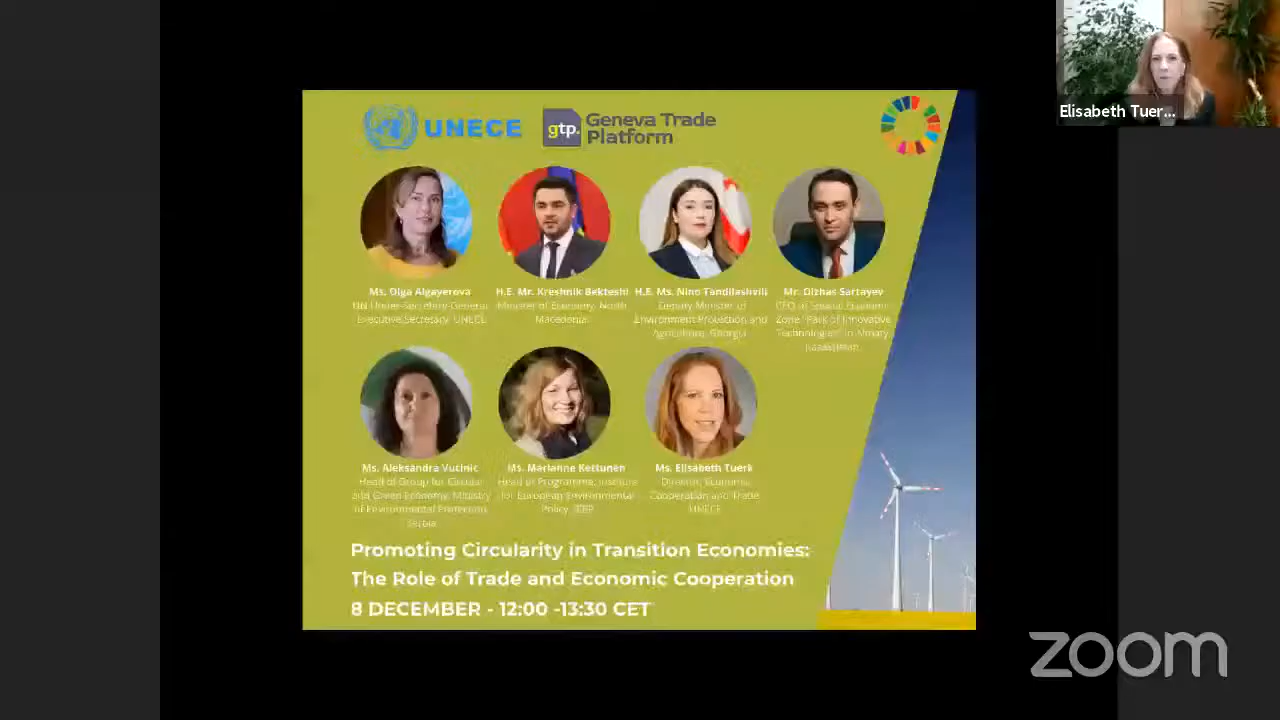 Elisabeth Tuer...
UNECE
gtp.
Geneva Trade
Platform
Ms. Olga Algayerova
UN Under-Secretary-General
Executive Secretary, UNECE
H.E. Mr. Kreshnik Bekteshi
Minister of Economy, North
Macedonia
H.E. Ms. Nino Tandilashvili
Deputy Minister of
Environment Protection and
Agriculture, Georgia
Mr. Olzhas Sartayev
CEO of Special Economic
Zone "Park of Innovative
Technologies" in Almaty
Kazakhstan
Ms. Aleksandra Vucinic
Head of Group for Circular
and Green Economy, Ministry
of Environmental Protection,
Serbia
Ms. Marianne Kettunen
Head of Programme, Institute
for European Environmental
Policy, IEEP
Ms. Elisabeth Tuerk
Director, Economic
Cooperation and Trade
UNECE
Promoting Circularity in Transition Economies:
The Role of Trade and Economic Cooperation
8 DECEMBER - 12:00 -13:30 CET
zoom